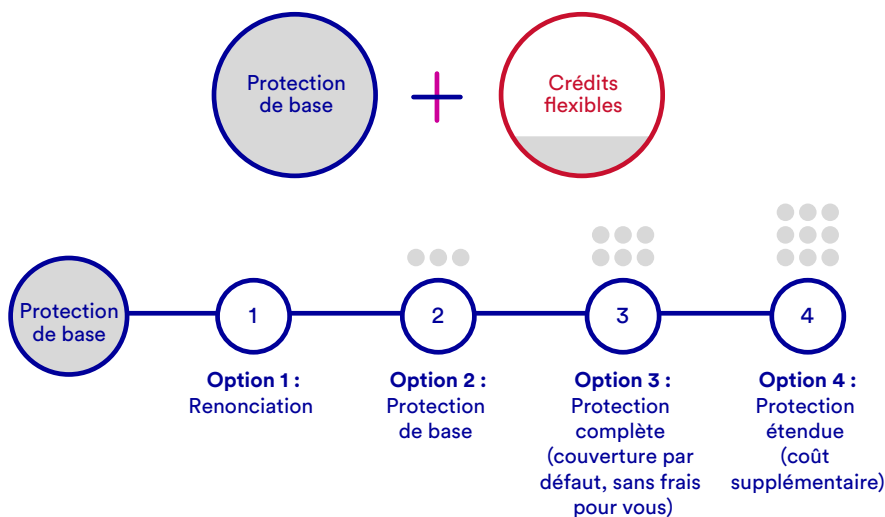 Protection
de base
Crédits
flexibles
Protection
de base
1
2
3
4
Option 1 :
Renonciation
Option 2 :
Protection
de base
Option 3 :
Protection
complète
(couverture par
défaut, sans frais
pour vous)
Option 4 :
Protection
étendue
(coût
supplémentaire)